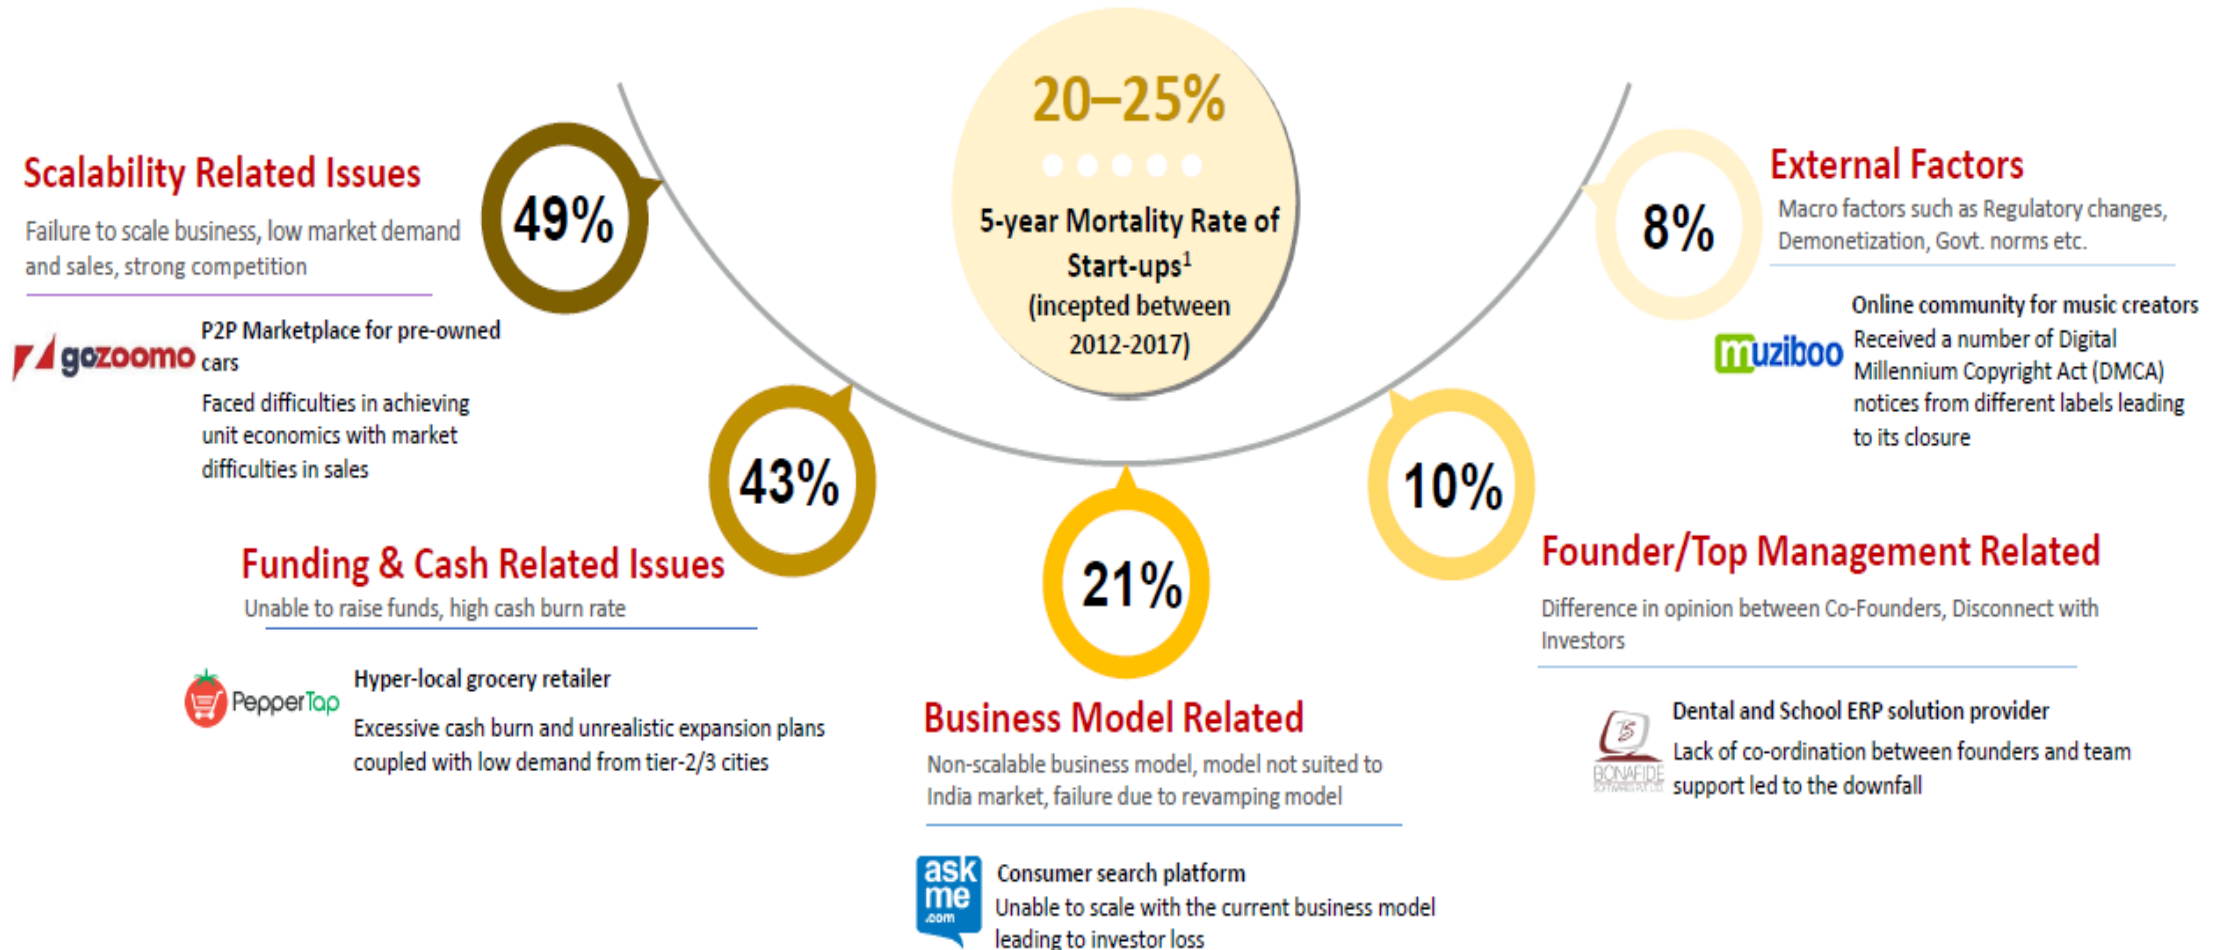 20–25%
5-year Mortality Rate of
Start-ups1
(incepted between
2012-2017)
Scalability Related Issues
Failure to scale business, low market demand
and sales, strong competition
49%
gozoomo
P2P Marketplace for pre-owned
cars
Faced difficulties in achieving
unit economics with market
difficulties in sales
43%
Funding & Cash Related Issues
Unable to raise funds, high cash burn rate
PepperTap
Hyper-local grocery retailer
Excessive cash burn and unrealistic expansion plans
coupled with low demand from tier-2/3 cities
21%
Business Model Related
Non-scalable business model, model not suited to
India market, failure due to revamping model
ask
me
.com
Consumer search platform
Unable to scale with the current business model
leading to investor loss
10%
Founder/Top Management Related
Difference in opinion between Co-Founders, Disconnect with
Investors
BONAFIDE
SOFTWARES PVT LTD
Dental and School ERP solution provider
Lack of co-ordination between founders and team
support led to the downfall
8%
External Factors
Macro factors such as Regulatory changes,
Demonetization, Govt. norms etc.
muziboo
Online community for music creators
Received a number of Digital
Millennium Copyright Act (DMCA)
notices from different labels leading
to its closure